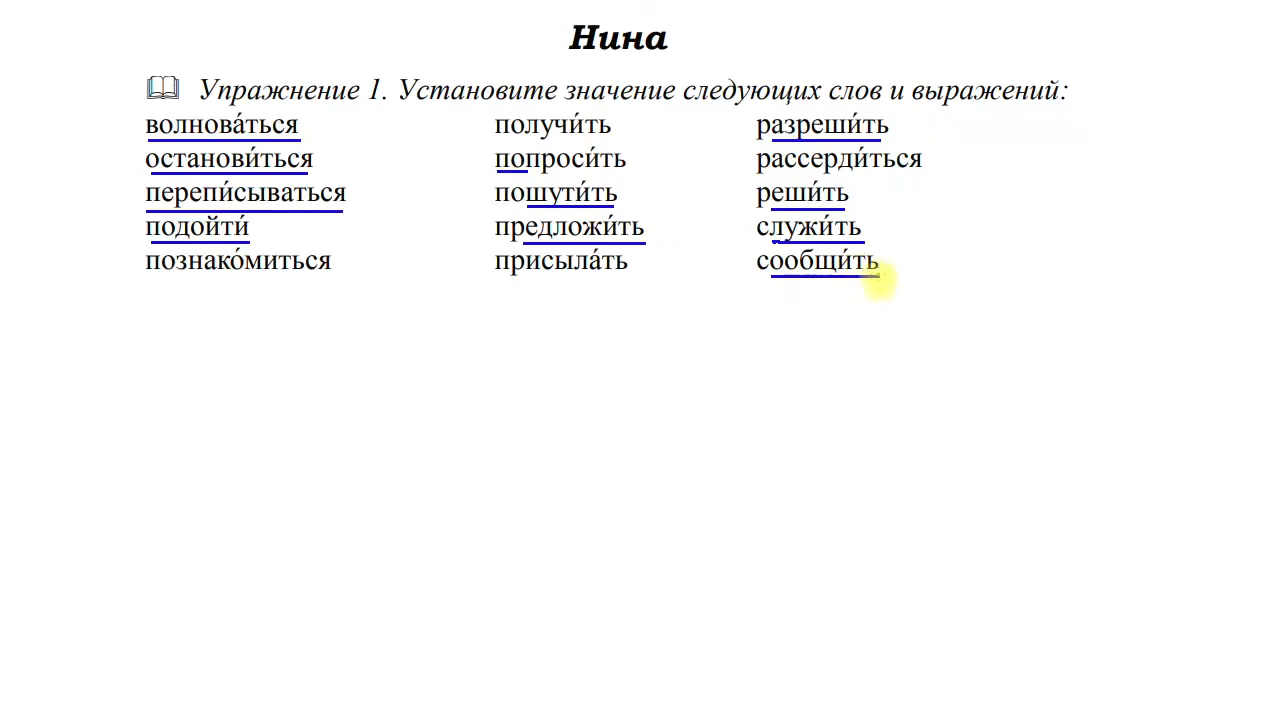 Нина
Упражнение 1. Установите значение следующих слов и выражений:
волнова́ться получи́ть разреши́ть
останови́ться попроси́ть рассерди́ться
перепи́сываться пошути́ть реши́ть
подойти́ предложи́ть служи́ть
познако́миться присыла́ть сообщи́ть